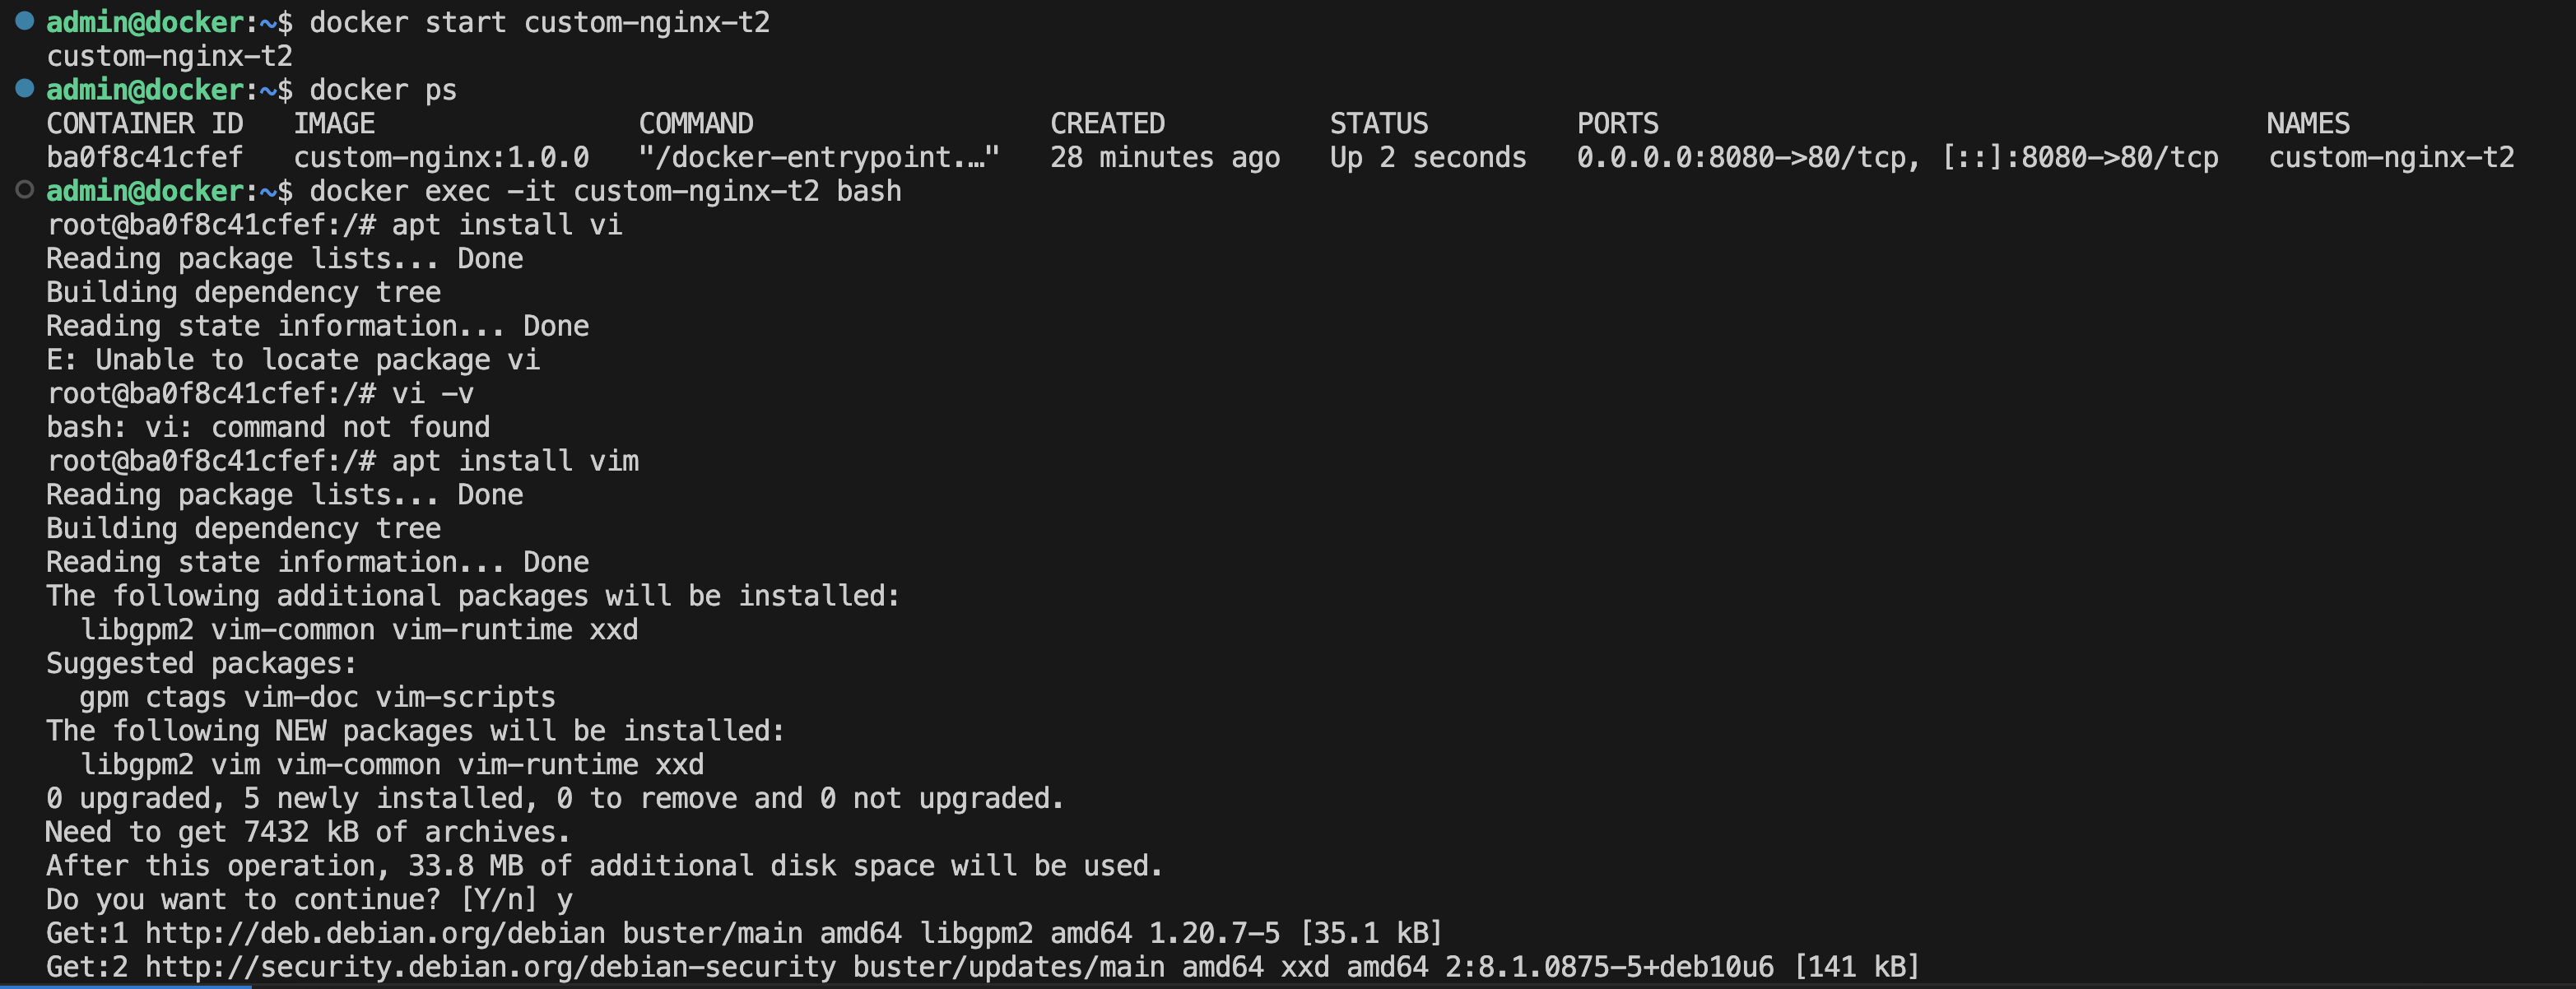 admin@docker:~$ docker start custom-nginx-t2
custom-nginx-t2
admin@docker:~$ docker ps
CONTAINER ID   IMAGE                COMMAND                  CREATED          STATUS         PORTS                                     NAMES
ba0f8c41cfef   custom-nginx:1.0.0   "/docker-entrypoint.…"   28 minutes ago   Up 2 seconds   0.0.0.0:8080->80/tcp, [::]:8080->80/tcp   custom-nginx-t2
admin@docker:~$ docker exec -it custom-nginx-t2 bash
root@ba0f8c41cfef:/# apt install vi
Reading package lists... Done
Building dependency tree
Reading state information... Done
E: Unable to locate package vi
root@ba0f8c41cfef:/# vi -v
bash: vi: command not found
root@ba0f8c41cfef:/# apt install vim
Reading package lists... Done
Building dependency tree
Reading state information... Done
The following additional packages will be installed:
  libgpm2 vim-common vim-runtime xxd
Suggested packages:
  gpm ctags vim-doc vim-scripts
The following NEW packages will be installed:
  libgpm2 vim vim-common vim-runtime xxd
0 upgraded, 5 newly installed, 0 to remove and 0 not upgraded.
Need to get 7432 kB of archives.
After this operation, 33.8 MB of additional disk space will be used.
Do you want to continue? [Y/n] y
Get:1 http://deb.debian.org/debian buster/main amd64 libgpm2 amd64 1.20.7-5 [35.1 kB]
Get:2 http://security.debian.org/debian-security buster/updates/main amd64 xxd amd64 2:8.1.0875-5+deb10u6 [141 kB]